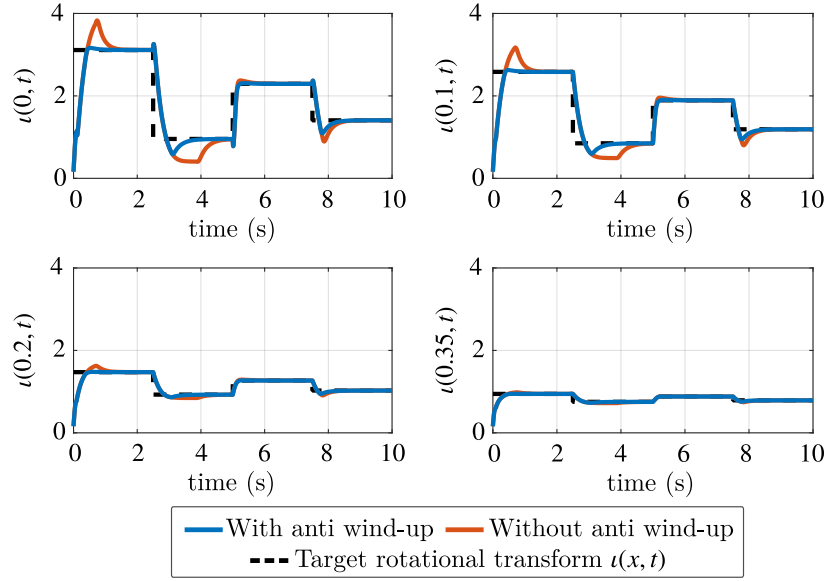 4
2
0
ι(0, t)
0 2 4 6 8 10
time (s)
4
2
0
ι(0.1, t)
0 2 4 6 8 10
time (s)
4
2
0
ι(0.2, t)
0 2 4 6 8 10
time (s)
4
2
0
ι(0.35, t)
0 2 4 6 8 10
time (s)
With anti wind-up Without anti wind-up
Target rotational transform ι(x, t)